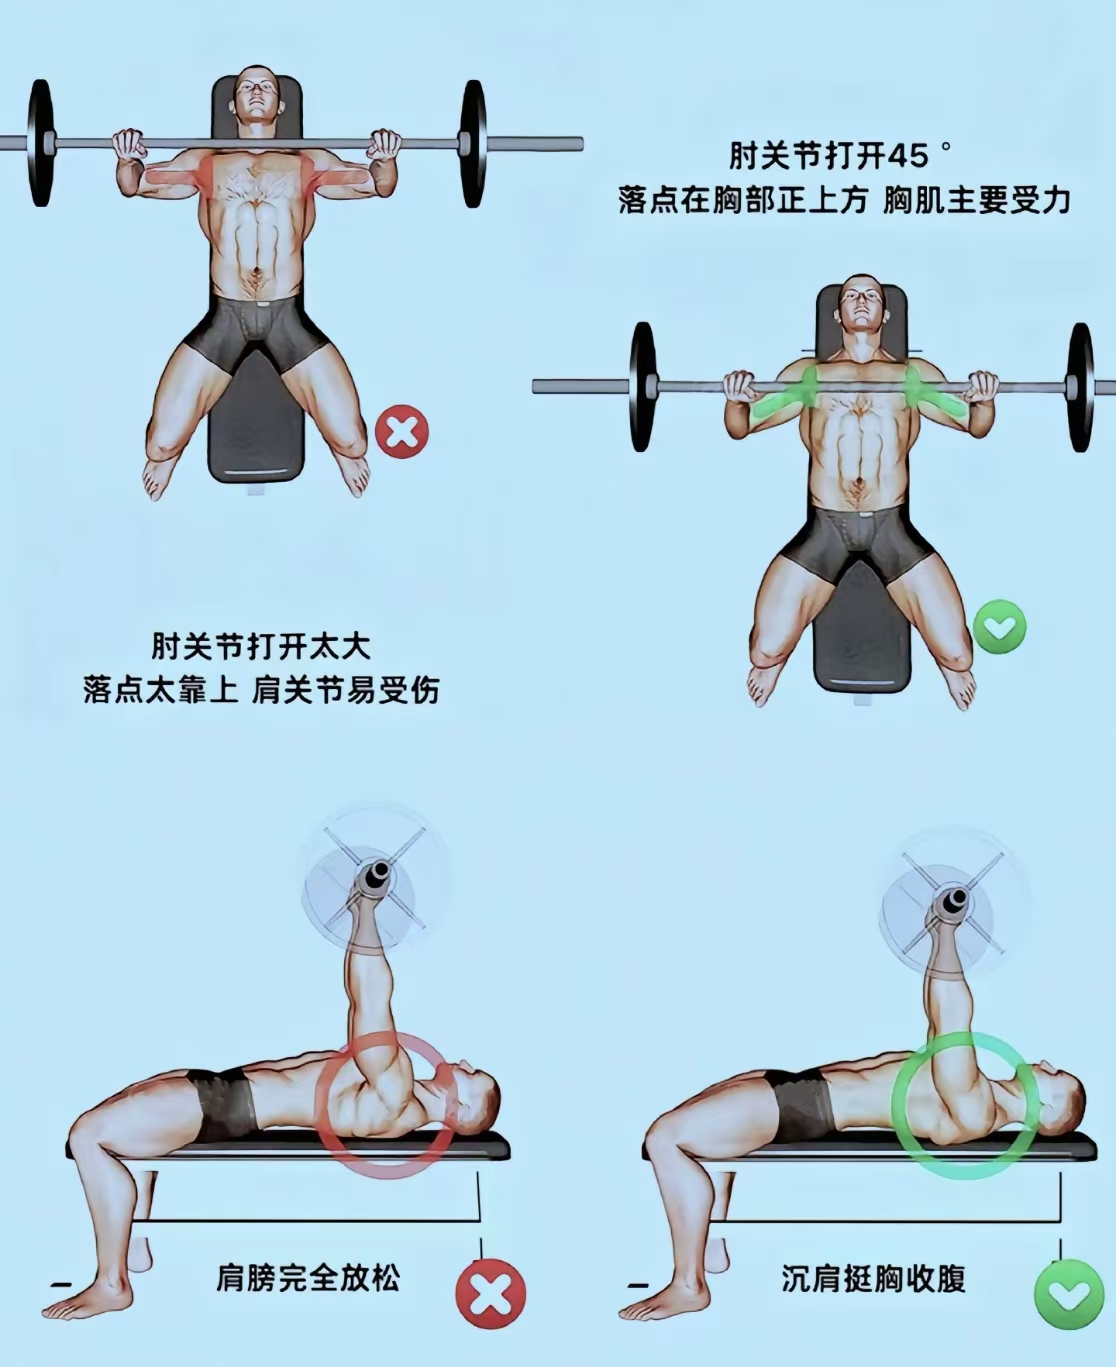 肘关节打开45°
落点在胸部正上方 胸肌主要受力
肘关节打开太大
落点太靠上 肩关节易受伤
肩膀完全放松
沉肩挺胸收腹